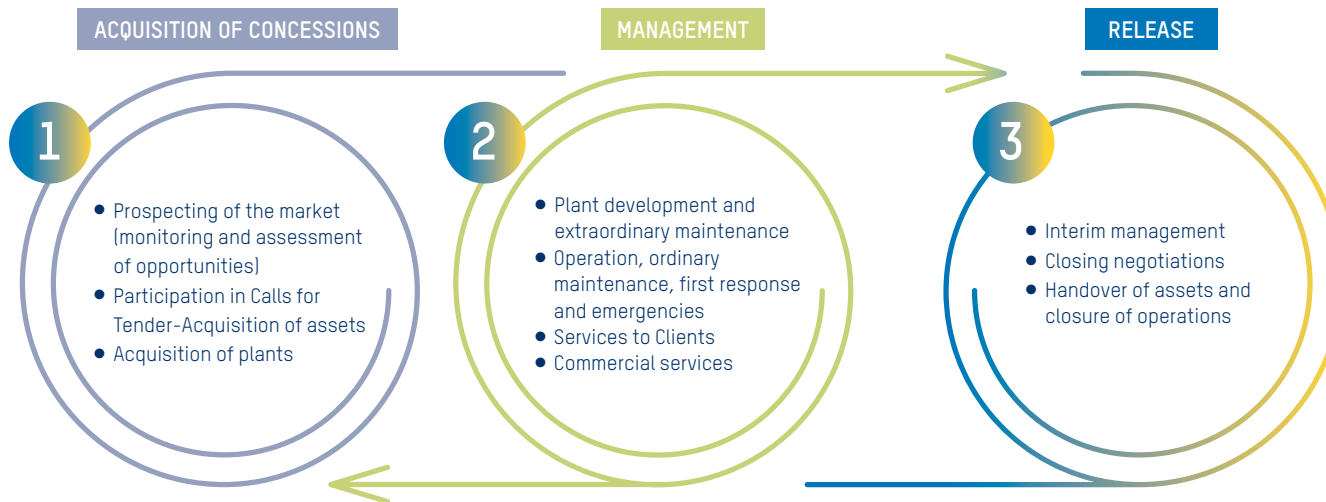 ACQUISITION OF CONCESSIONS
1
● Prospecting of the market
(monitoring and assessment
of opportunities)
● Participation in Calls for
Tender-Acquisition of assets
● Acquisition of plants
MANAGEMENT
2
● Plant development and
extraordinary maintenance
● Operation, ordinary
maintenance, first response
and emergencies
● Services to Clients
● Commercial services
RELEASE
3
● Interim management
● Closing negotiations
● Handover of assets and
closure of operations